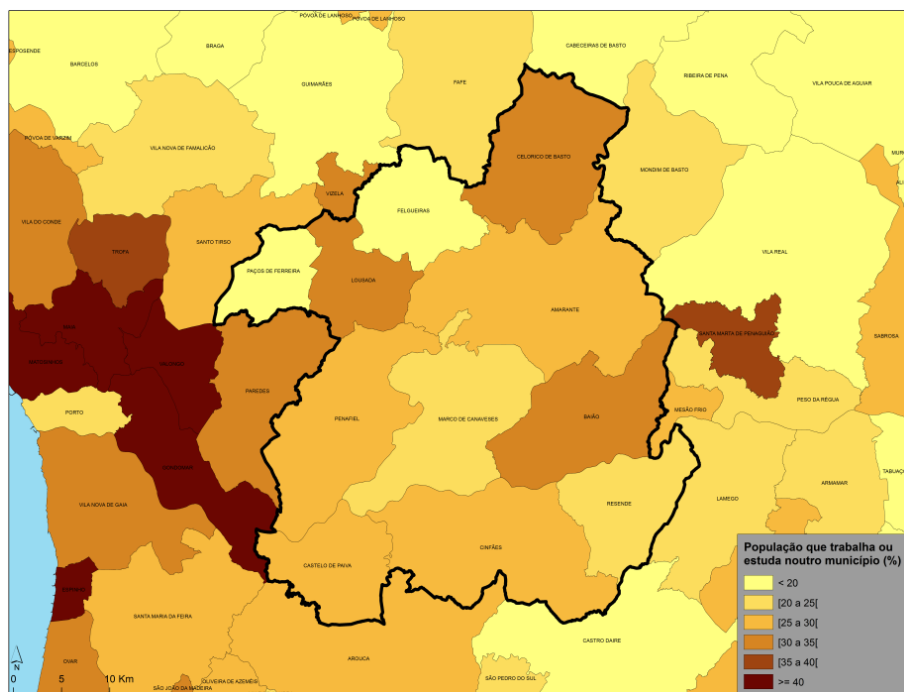 PÓVOA DE LANHOSO
PÓVOA DE LANHOSO
BRAGA
CABECEIRAS DE BASTO
ESPOSENDE
BARCELOS
RIBEIRA DE PENA
GUIMARÃES
FAFE
VILA POUCA DE AGUIAR
PÓVOA DE VARZIM
VILA NOVA DE FAMALICÃO
CELORICO DE BASTO
MONDIM DE BASTO
VIZELA
FELGUEIRAS
VILA DO CONDE
SANTO TIRSO
TROFA
VILA REAL
PAÇOS DE FERREIRA
LOUSADA
AMARANTE
MAIA
SANTA MARTA DE PENAGUIÃO
SABROSA
MATOSINHOS
VALONGO
PAREDES
PORTO
PENAFIEL
MARCO DE CANAVESES
BAIÃO
MESÃO FRIO
PESO DA RÉGUA
GONDOMAR
TABUAÇO
VILA NOVA DE GAIA
RESENDE
LAMEGO
ARMAMAR
CINFÃES
CASTELO DE PAIVA
ESPINHO
SANTA MARIA DA FEIRA
CASTRO DAIRE
AROUCA
OVAR
SÃO PEDRO DO SUL
OLIVEIRA DE AZEMÉIS
SÃO JOÃO DA MADEIRA
N
0 5 10 Km
População que trabalha ou
estuda noutro município (%)
< 20
[20 a 25[
[25 a 30[
[30 a 35[
[35 a 40[
>= 40